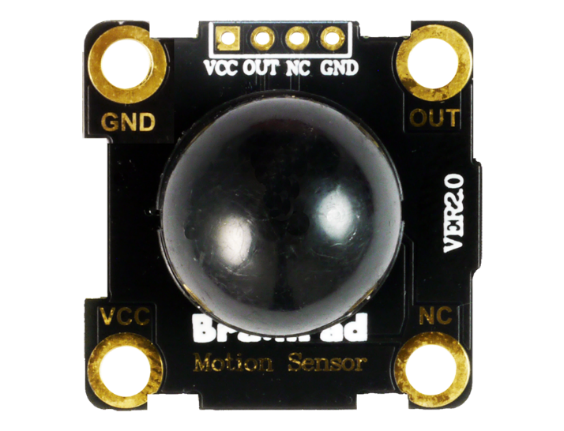 VCC OUT NC GND
GND
OUT
VER2.0
VCC
NC
Motion Sensor